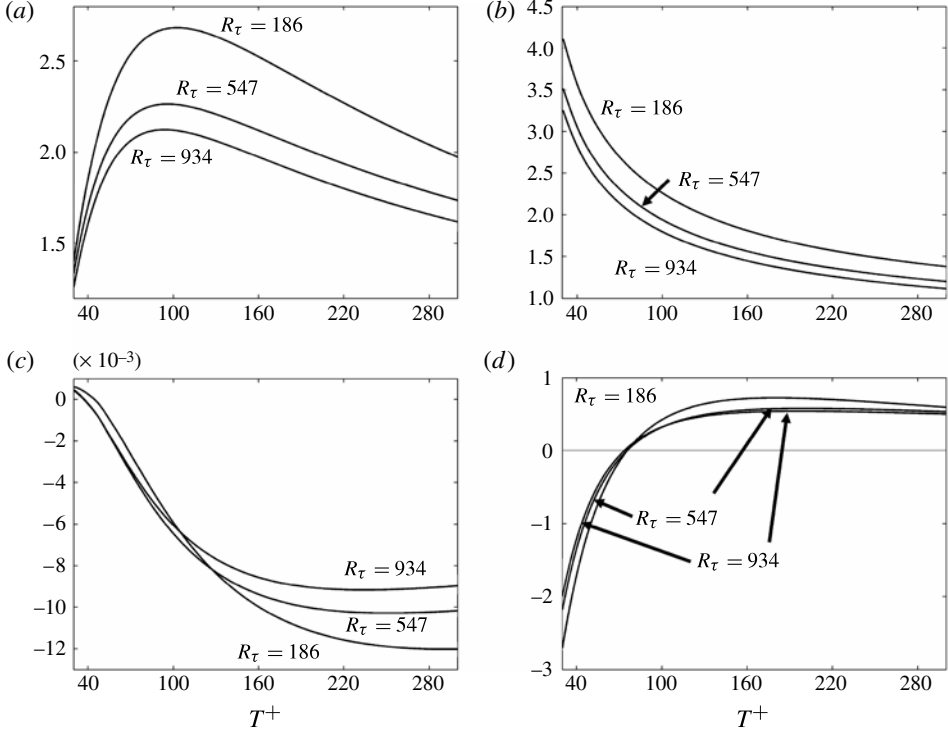 (a)
R_τ = 186
R_τ = 547
R_τ = 934
2.5
2.0
1.5
40 100 160 220 280
(b)
4.5
4.0
3.5
3.0
2.5
2.0
1.5
1.0
R_τ = 186
R_τ = 547
R_τ = 934
40 100 160 220 280
(c) (× 10–3)
0
–2
–4
–6
–8
–10
–12
R_τ = 934
R_τ = 547
R_τ = 186
40 100 160 220 280
T+
(d)
1
0
–1
–2
–3
R_τ = 186
R_τ = 547
R_τ = 934
40 100 160 220 280
T+